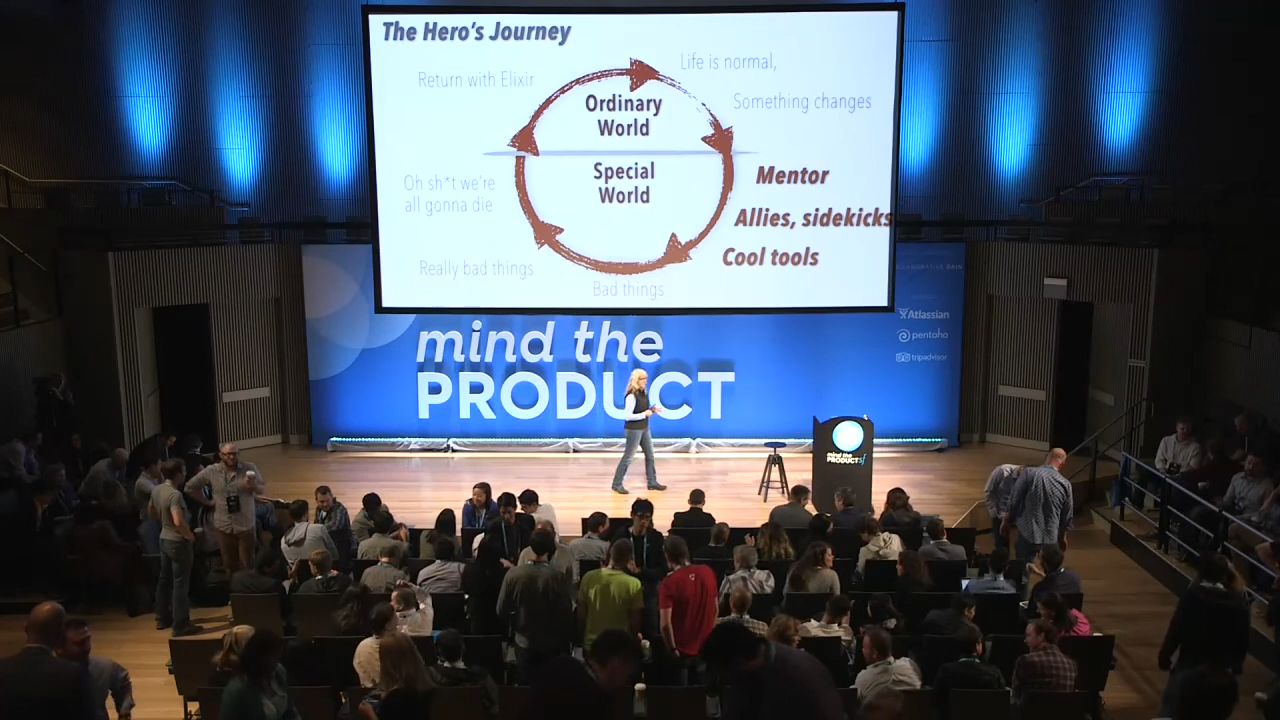 The Hero's Journey
Return with Elixir
Life is normal,
Something changes
Ordinary
World
Special
World
Mentor
Allies, sidekicks
Cool tools
Oh sh*t we're
all gonna die
Really bad things
Bad things
mind the
PRODUCT
Atlassian
pentaho
tripadvisor
mind the
PRODUCTsf